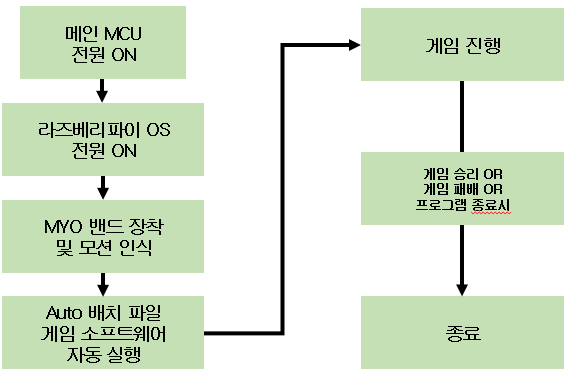 메인 MCU
전원 ON
라즈베리파이 OS
전원 ON
MYO 밴드 장착
및 모션 인식
Auto 배치 파일
게임 소프트웨어
자동 실행
게임 진행
게임 승리 OR
게임 패배 OR
프로그램 종료시
종료